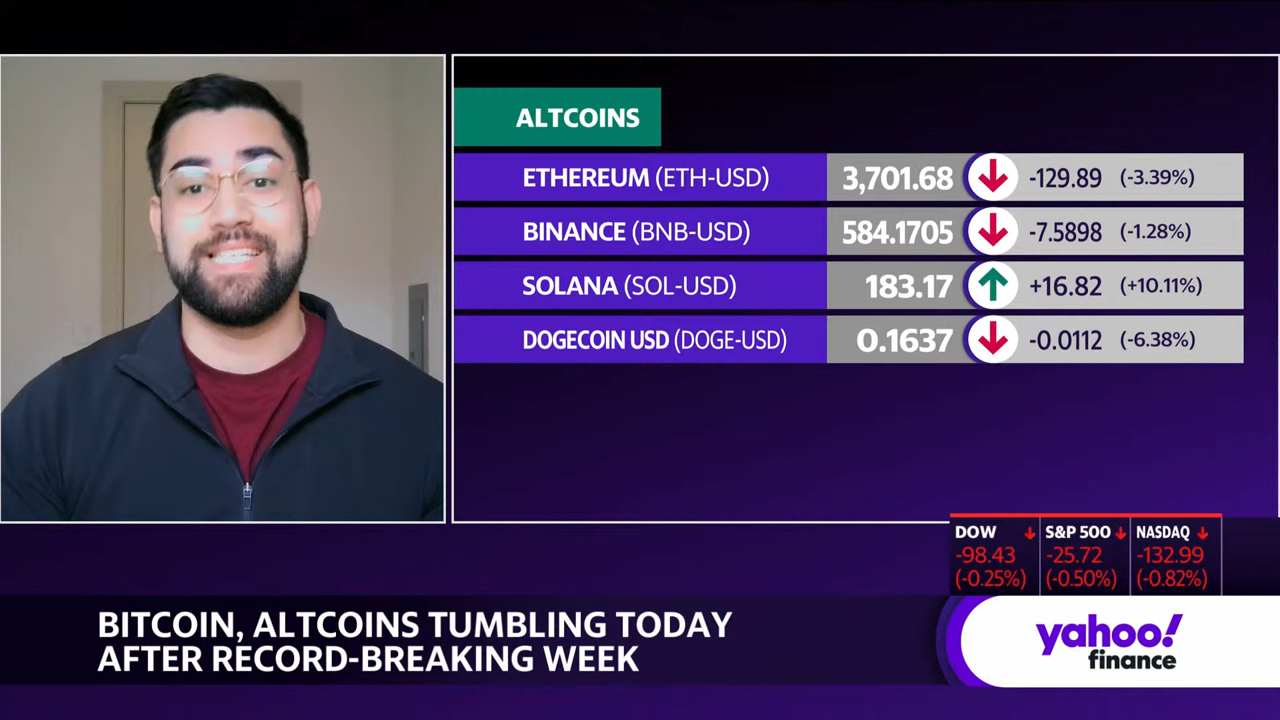 ALTCOINS
ETHEREUM (ETH-USD) 3,701.68 -129.89 (-3.39%)
BINANCE (BNB-USD) 584.1705 -7.5898 (-1.28%)
SOLANA (SOL-USD) 183.17 +16.82 (+10.11%)
DOGECOIN USD (DOGE-USD) 0.1637 -0.0112 (-6.38%)
DOW S&P 500 NASDAQ
-98.43 -25.72 -132.99
(-0.25%) (-0.50%) (-0.82%)
BITCOIN, ALTCOINS TUMBLING TODAY
AFTER RECORD-BREAKING WEEK
yahoo!
finance